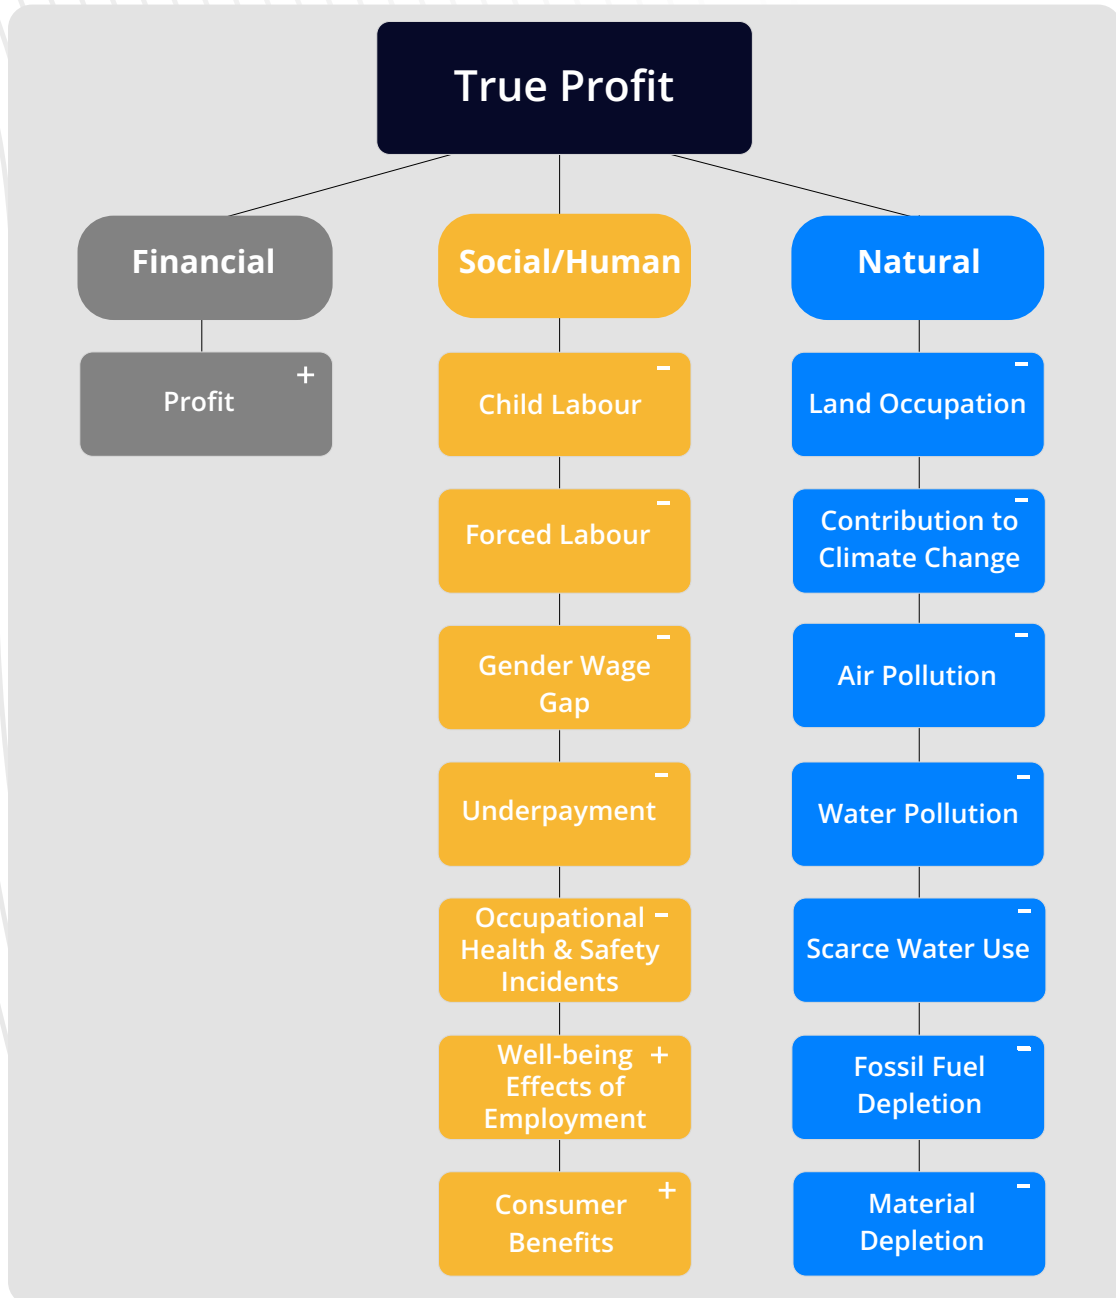 True Profit
Financial
Social/Human
Natural
+
Profit
-
Child Labour
-
Forced Labour
-
Gender Wage
Gap
-
Underpayment
-
Occupational
Health & Safety
Incidents
+
Well-being
Effects of
Employment
+
Consumer
Benefits
-
Land Occupation
-
Contribution to
Climate Change
-
Air Pollution
-
Water Pollution
-
Scarce Water Use
-
Fossil Fuel
Depletion
-
Material
Depletion